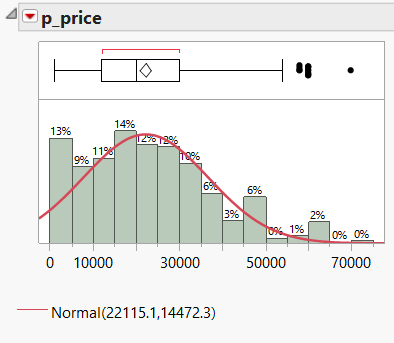 p_price
13% 9% 11% 14% 12% 12% 10% 6% 3% 6% 0% 1% 2% 0% 0%
0 10000 30000 50000 70000
Normal(22115.1,14472.3)